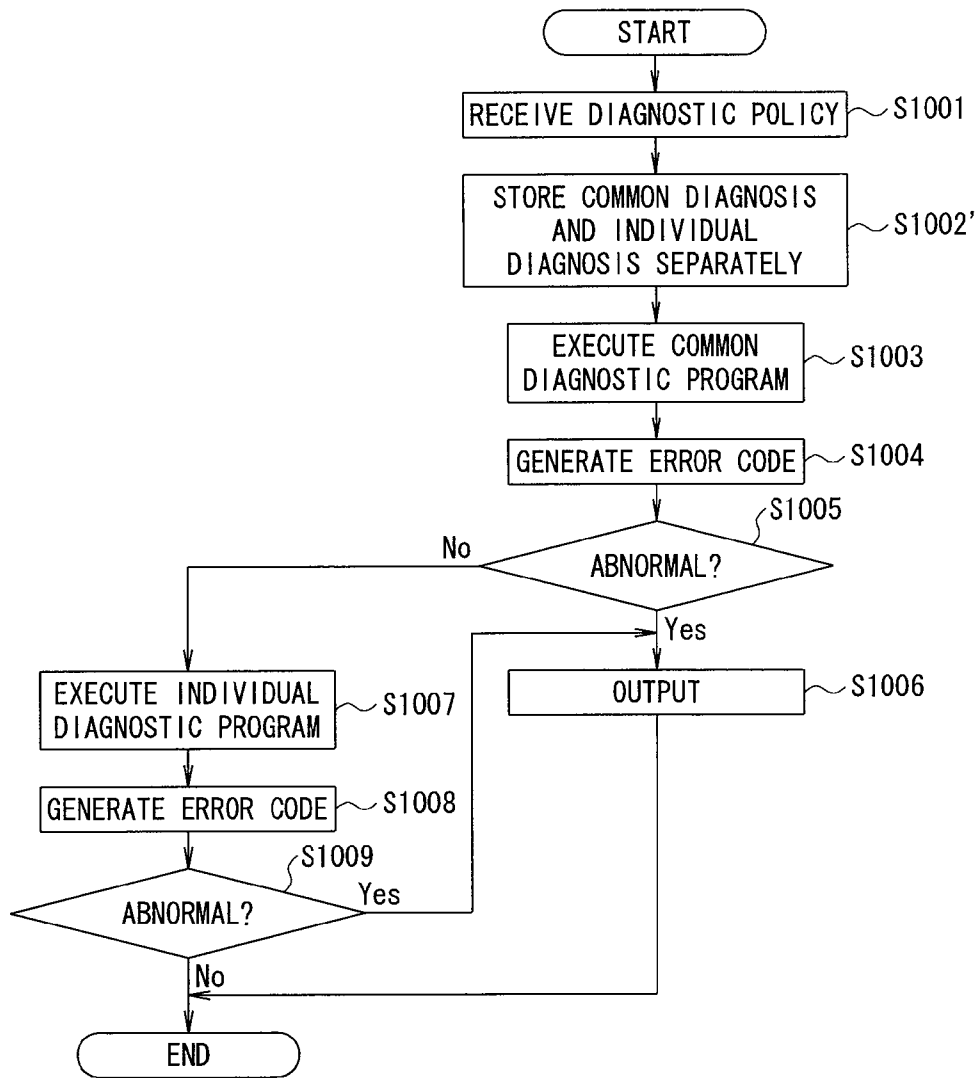 START
RECEIVE DIAGNOSTIC POLICY
S1001
STORE COMMON DIAGNOSIS
AND INDIVIDUAL
DIAGNOSIS SEPARATELY
S1002'
EXECUTE COMMON
DIAGNOSTIC PROGRAM
S1003
GENERATE ERROR CODE
S1004
S1005
ABNORMAL?
No
Yes
OUTPUT
S1006
EXECUTE INDIVIDUAL
DIAGNOSTIC PROGRAM
S1007
GENERATE ERROR CODE
S1008
S1009
ABNORMAL?
Yes
No
END